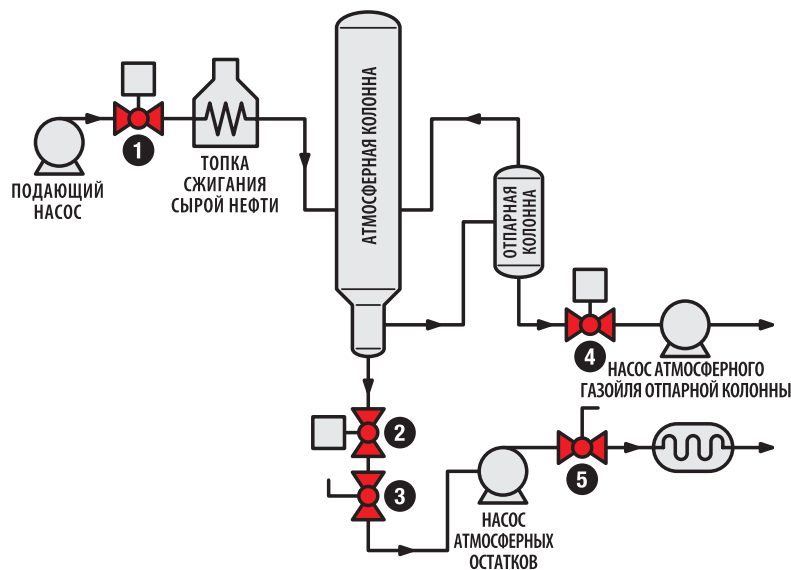 АТМОСФЕРНАЯ КОЛОННА
1
ПОДАЮЩИЙ
НАСОС
ТОПКА
СЖИГАНИЯ
СЫРОЙ НЕФТИ
ОТПАРНАЯ
КОЛОННА
4
НАСОС АТМОСФЕРНОГО
ГАЗОЙЛЯ ОТПАРНОЙ КОЛОННЫ
2
3
5
НАСОС
АТМОСФЕРНЫХ
ОСТАТКОВ